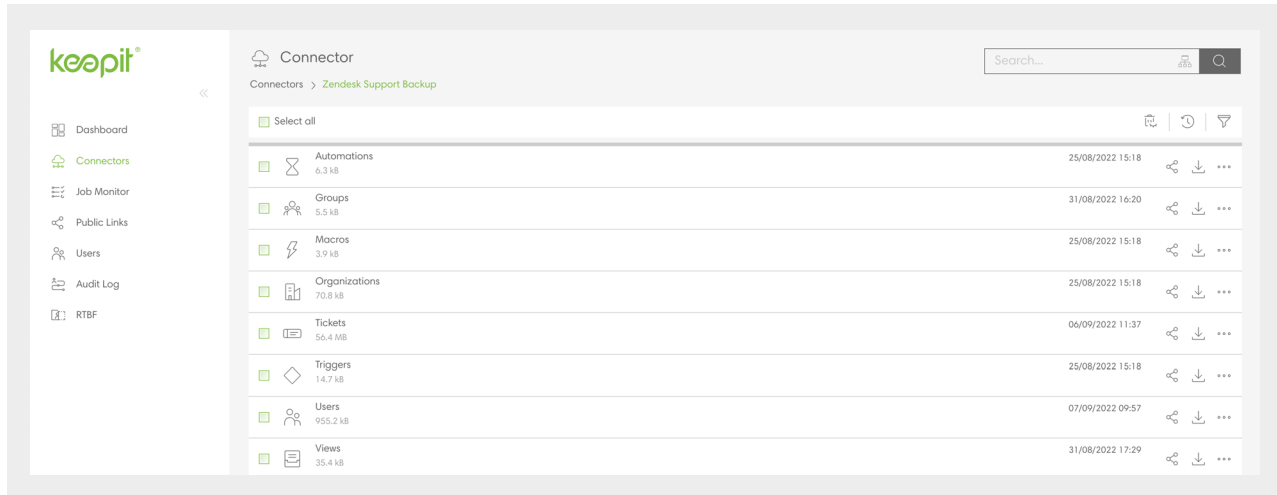 keepit®
Connector
Search...
Connectors > Zendesk Support Backup
Dashboard
Connectors
Job Monitor
Public Links
Users
Audit Log
RTBF
Select all
Automations 25/08/2022 15:18
6.3 kB
Groups 31/08/2022 16:20
5.5 kB
Macros 25/08/2022 15:18
3.9 kB
Organizations 25/08/2022 15:18
70.8 kB
Tickets 06/09/2022 11:37
56.4 MB
Triggers 25/08/2022 15:18
14.7 kB
Users 07/09/2022 09:57
955.2 kB
Views 31/08/2022 17:29
35.4 kB